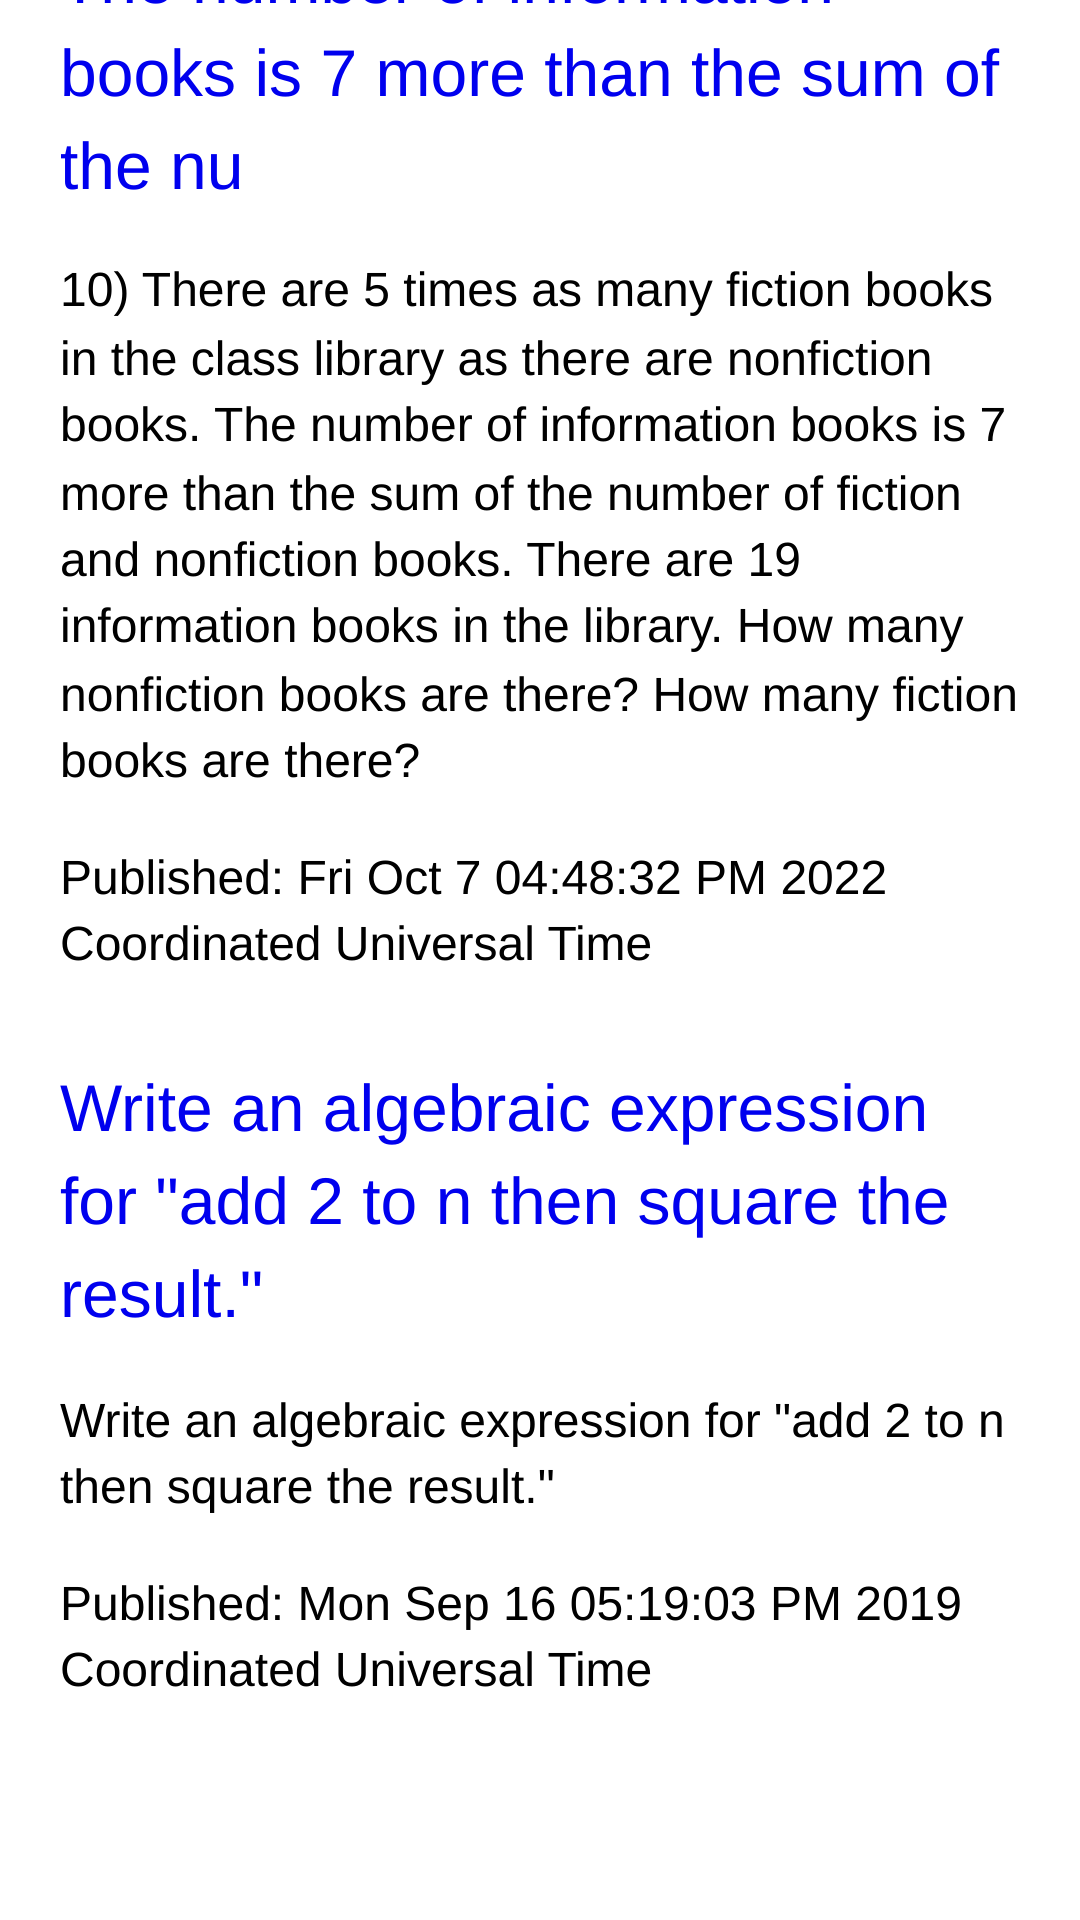 The number of information
books is 7 more than the sum of
the nu
10) There are 5 times as many fiction books
in the class library as there are nonfiction
books. The number of information books is 7
more than the sum of the number of fiction
and nonfiction books. There are 19
information books in the library. How many
nonfiction books are there? How many fiction
books are there?
Published: Fri Oct 7 04:48:32 PM 2022
Coordinated Universal Time
Write an algebraic expression
for "add 2 to n then square the
result."
Write an algebraic expression for "add 2 to n
then square the result."
Published: Mon Sep 16 05:19:03 PM 2019
Coordinated Universal Time